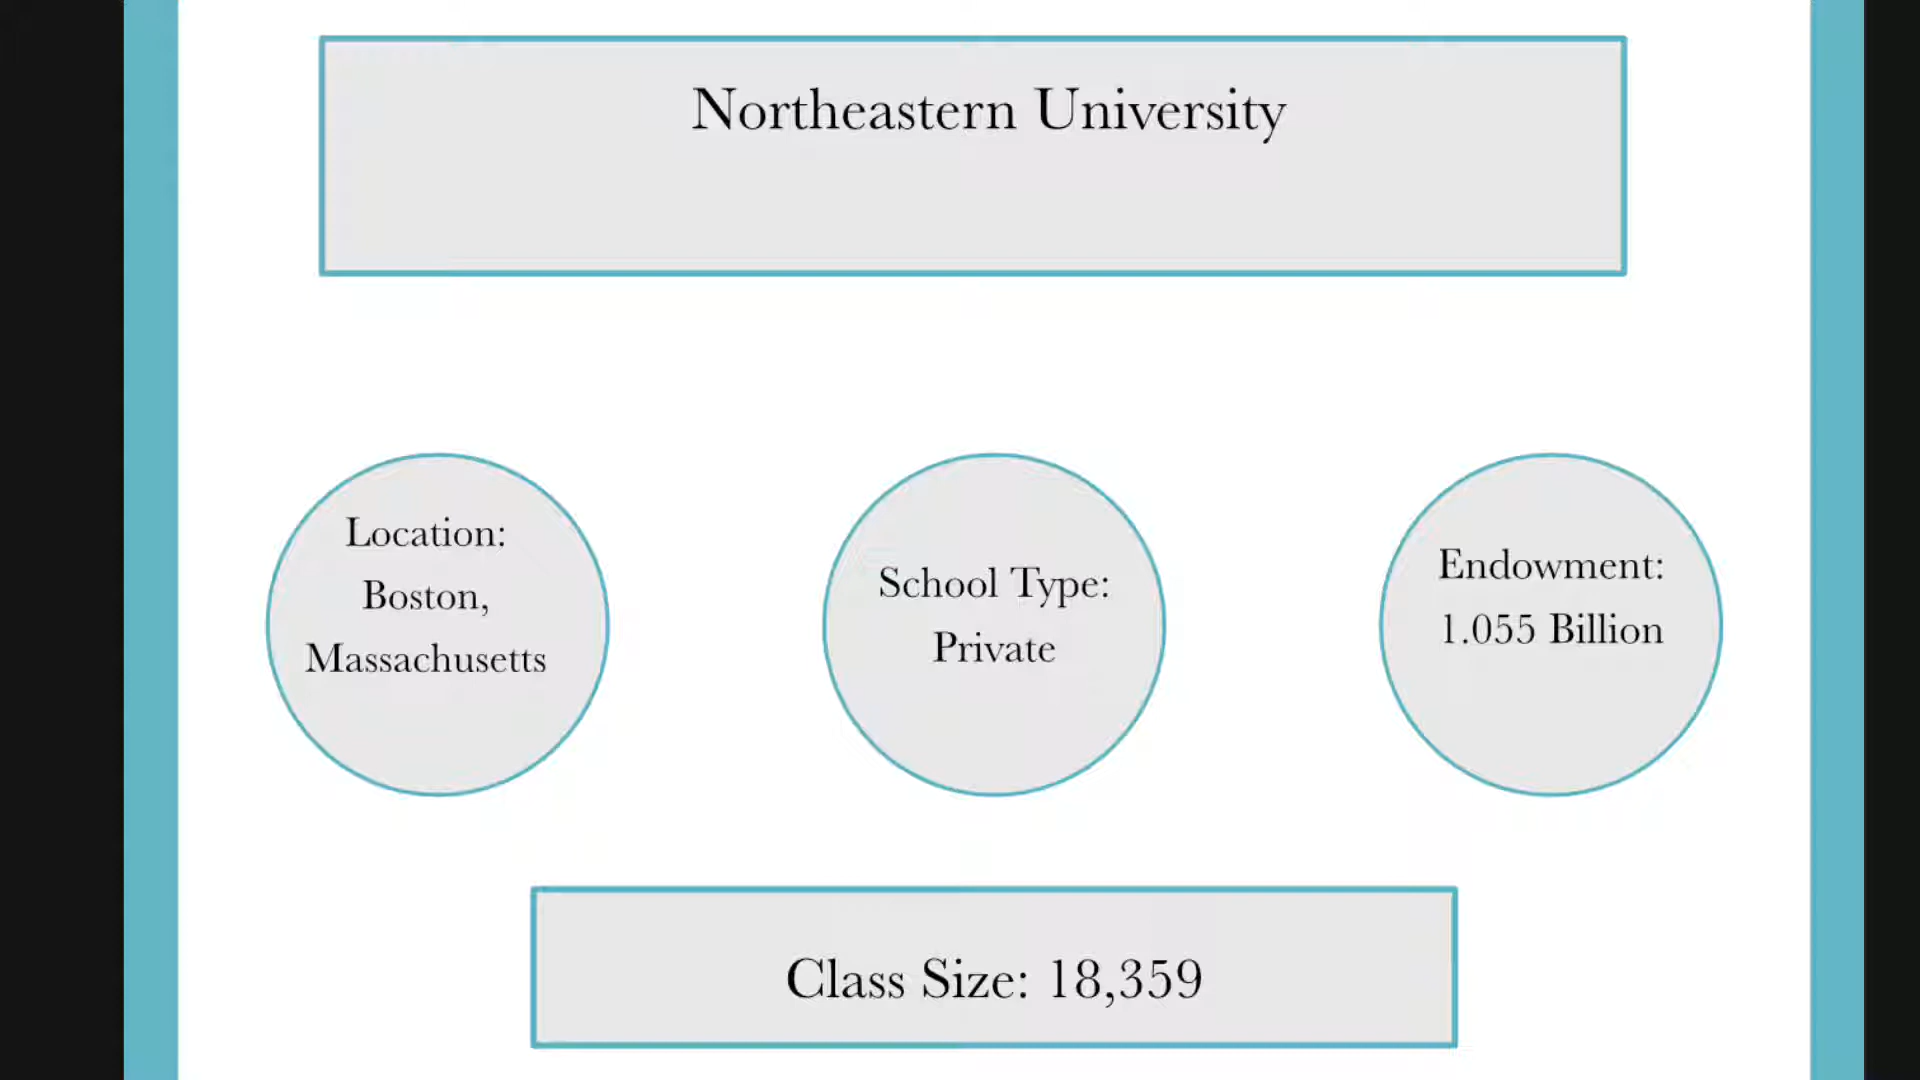 Northeastern University
Location:
Boston,
Massachusetts
School Type:
Private
Endowment:
1.055 Billion
Class Size: 18,359